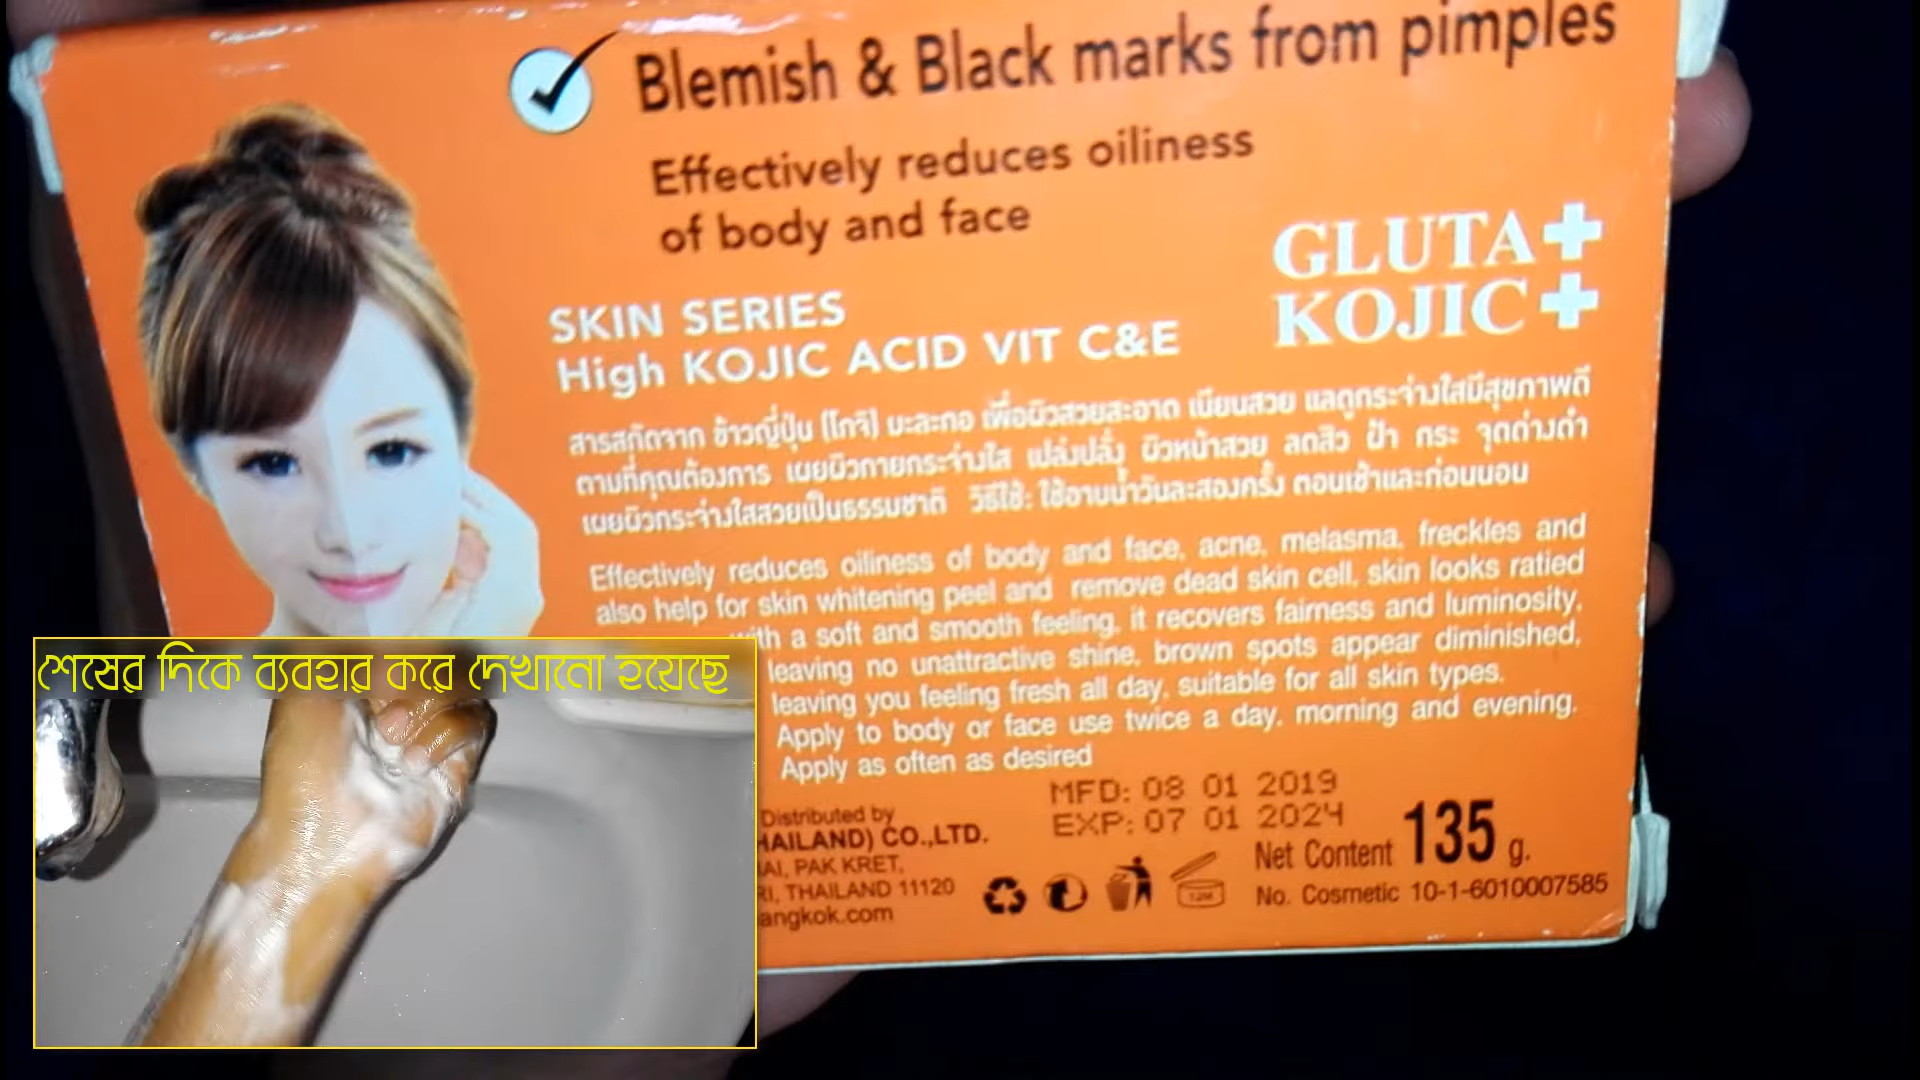 Blemish & Black marks from pimples
Effectively reduces oiliness
of body and face
GLUTA+
KOJIC+
SKIN SERIES
High KOJIC ACID VIT C&E
สารสกัดจาก ข้าวญี่ปุ่น (โกจิ) มะละกอ เพื่อผิวสวยสะอาด เนียนสวย แลดูกระจ่างใสมีสุขภาพดี
ตามที่คุณต้องการ เผยผิวกายกระจ่างใส เปล่งปลั่ง ผิวหน้าสวย ลดสิว ฝ้า กระ จุดด่างดำ
เผยผิวกระจ่างใสสวยเป็นธรรมชาติ วิธีใช้: ใช้อาบน้ำวันละสองครั้ง ตอนเช้าและก่อนนอน
Effectively reduces oiliness of body and face, acne, melasma, freckles and
also help for skin whitening peel and remove dead skin cell, skin looks ratied
with a soft and smooth feeling, it recovers fairness and luminosity,
leaving no unattractive shine, brown spots appear diminished,
leaving you feeling fresh all day, suitable for all skin types.
Apply to body or face use twice a day, morning and evening.
Apply as often as desired
MFD: 08 01 2019
EXP: 07 01 2024
Distributed by
HAILAND) CO.,LTD.
AI, PAK KRET,
RI, THAILAND 11120
angkok.com
12M
Net Content 135 g.
No. Cosmetic 10-1-6010007585
শেষের দিকে ব্যবহার করে দেখানো হয়েছে